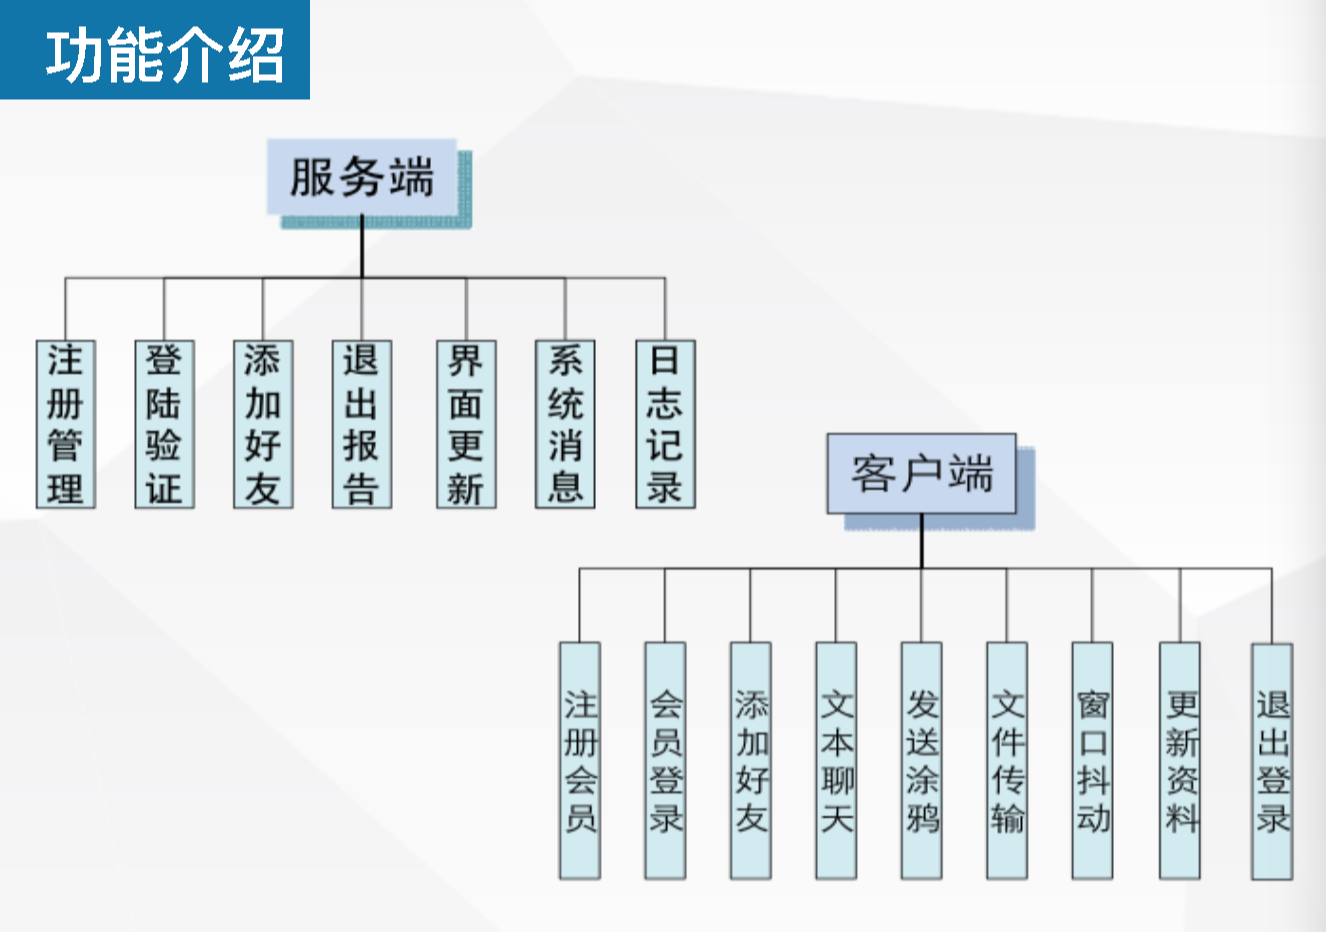 功能介绍
服务端
注册管理
登陆验证
添加好友
退出报告
界面更新
系统消息
日志记录
客户端
注册会员
会员登录
添加好友
文本聊天
发送涂鸦
文件传输
窗口抖动
更新资料
退出登录